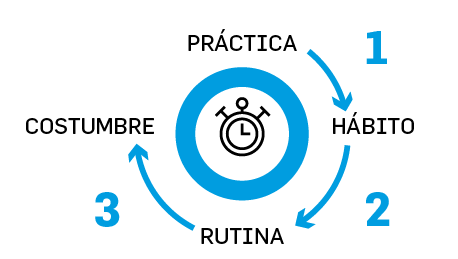 PRÁCTICA
1
COSTUMBRE
HÁBITO
3
2
RUTINA